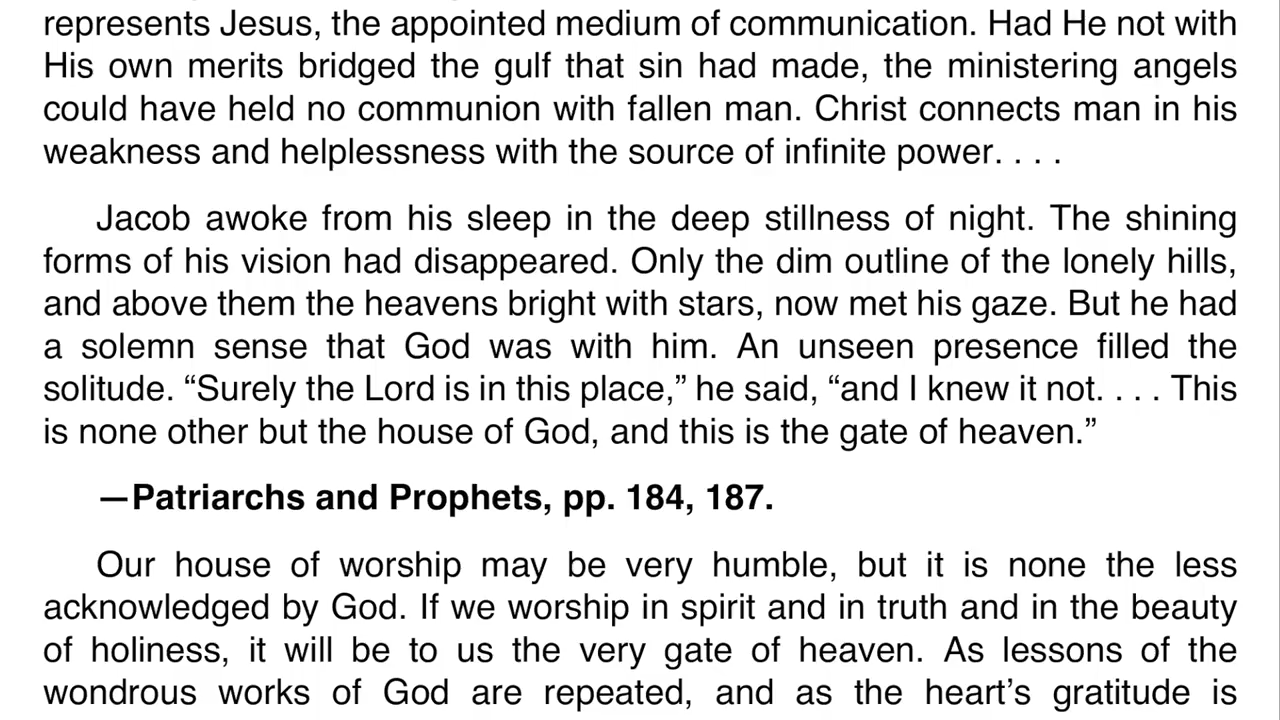 represents Jesus, the appointed medium of communication. Had He not with
His own merits bridged the gulf that sin had made, the ministering angels
could have held no communion with fallen man. Christ connects man in his
weakness and helplessness with the source of infinite power. . . .
Jacob awoke from his sleep in the deep stillness of night. The shining
forms of his vision had disappeared. Only the dim outline of the lonely hills,
and above them the heavens bright with stars, now met his gaze. But he had
a solemn sense that God was with him. An unseen presence filled the
solitude. “Surely the Lord is in this place,” he said, “and I knew it not. . . . This
is none other but the house of God, and this is the gate of heaven.”
—Patriarchs and Prophets, pp. 184, 187.
Our house of worship may be very humble, but it is none the less
acknowledged by God. If we worship in spirit and in truth and in the beauty
of holiness, it will be to us the very gate of heaven. As lessons of the
wondrous works of God are repeated, and as the heart’s gratitude is